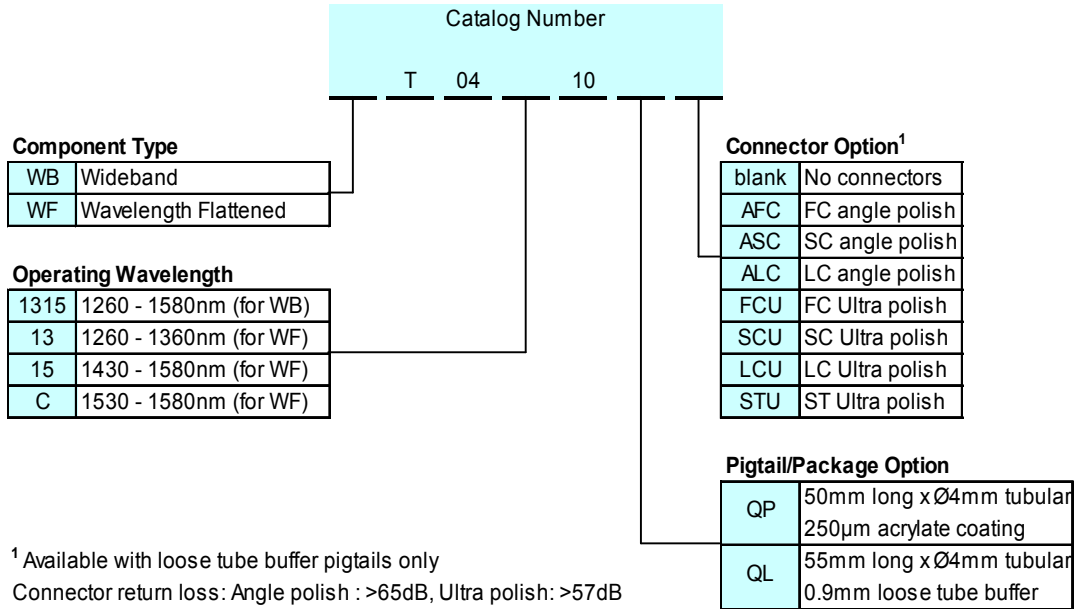 Catalog Number
T 04 10
Component Type
WB Wideband
WF Wavelength Flattened
Operating Wavelength
1315 1260 - 1580nm (for WB)
13 1260 - 1360nm (for WF)
15 1430 - 1580nm (for WF)
C 1530 - 1580nm (for WF)
Connector Option¹
blank No connectors
AFC FC angle polish
ASC SC angle polish
ALC LC angle polish
FCU FC Ultra polish
SCU SC Ultra polish
LCU LC Ultra polish
STU ST Ultra polish
Pigtail/Package Option
QP 50mm long x Ø4mm tubular
250µm acrylate coating
QL 55mm long x Ø4mm tubular
0.9mm loose tube buffer
¹ Available with loose tube buffer pigtails only
Connector return loss: Angle polish : >65dB, Ultra polish: >57dB